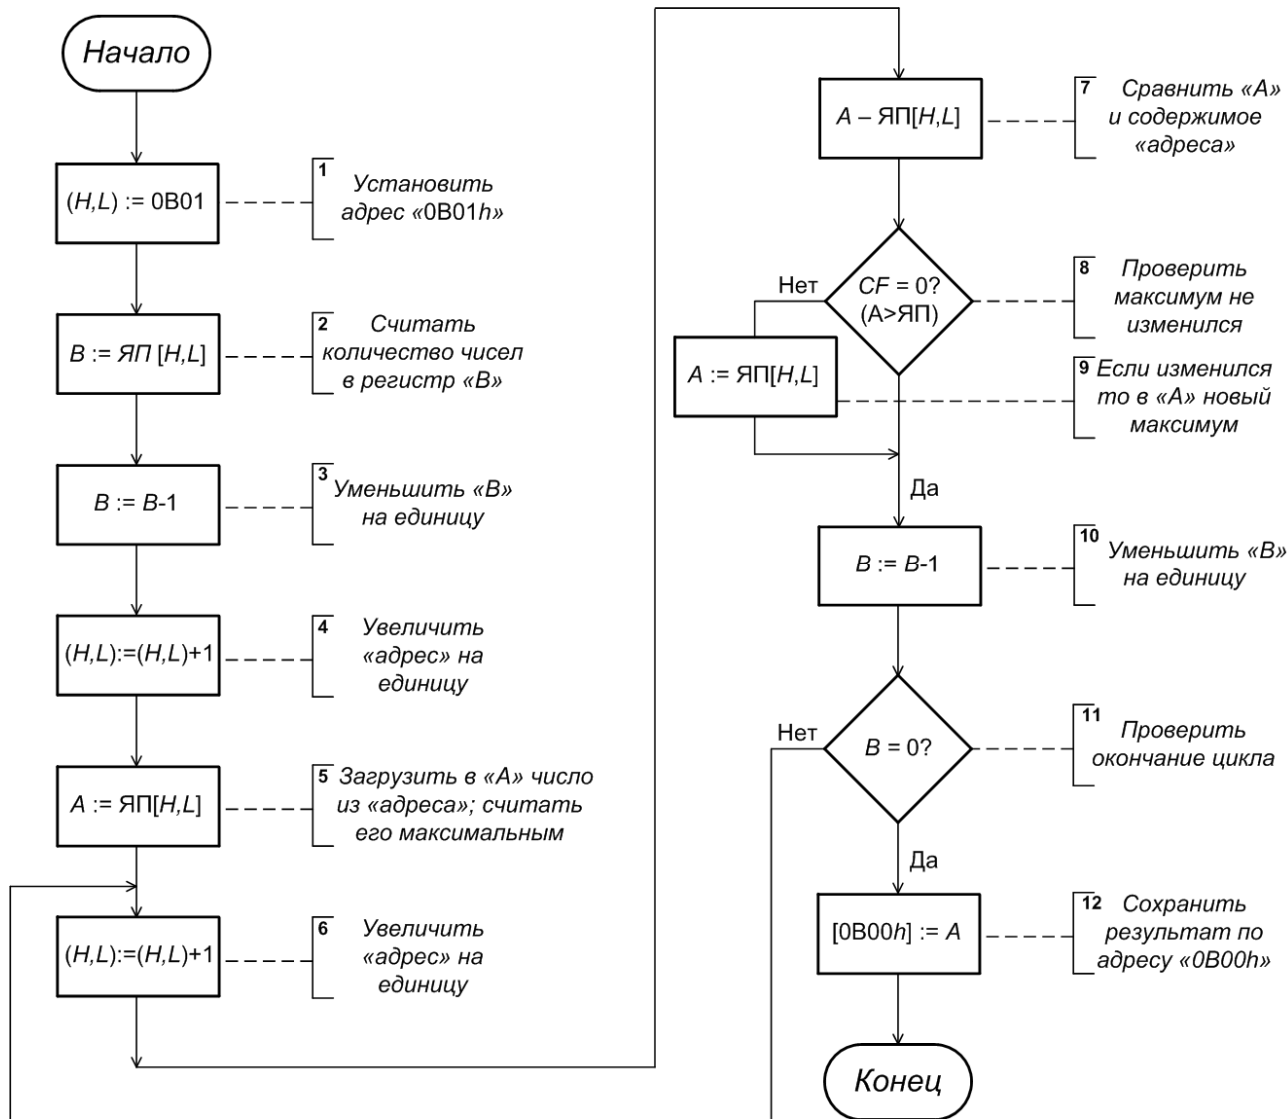 Начало
(H,L) := 0B01
1
Установить
адрес «0B01h»
B := ЯП [H,L]
2
Считать
количество чисел
в регистр «B»
B := B-1
3
Уменьшить «B»
на единицу
(H,L):=(H,L)+1
4
Увеличить
«адрес» на
единицу
A := ЯП[H,L]
5
Загрузить в «A» число
из «адреса»; считать
его максимальным
(H,L):=(H,L)+1
6
Увеличить
«адрес» на
единицу
A – ЯП[H,L]
7
Сравнить «A»
и содержимое
«адреса»
Нет
CF = 0?
(A>ЯП)
8
Проверить
максимум не
изменился
A := ЯП[H,L]
9
Если изменился
то в «A» новый
максимум
Да
B := B-1
10
Уменьшить «B»
на единицу
Нет
B = 0?
11
Проверить
окончание цикла
Да
[0B00h] := A
12
Сохранить
результат по
адресу «0B00h»
Конец